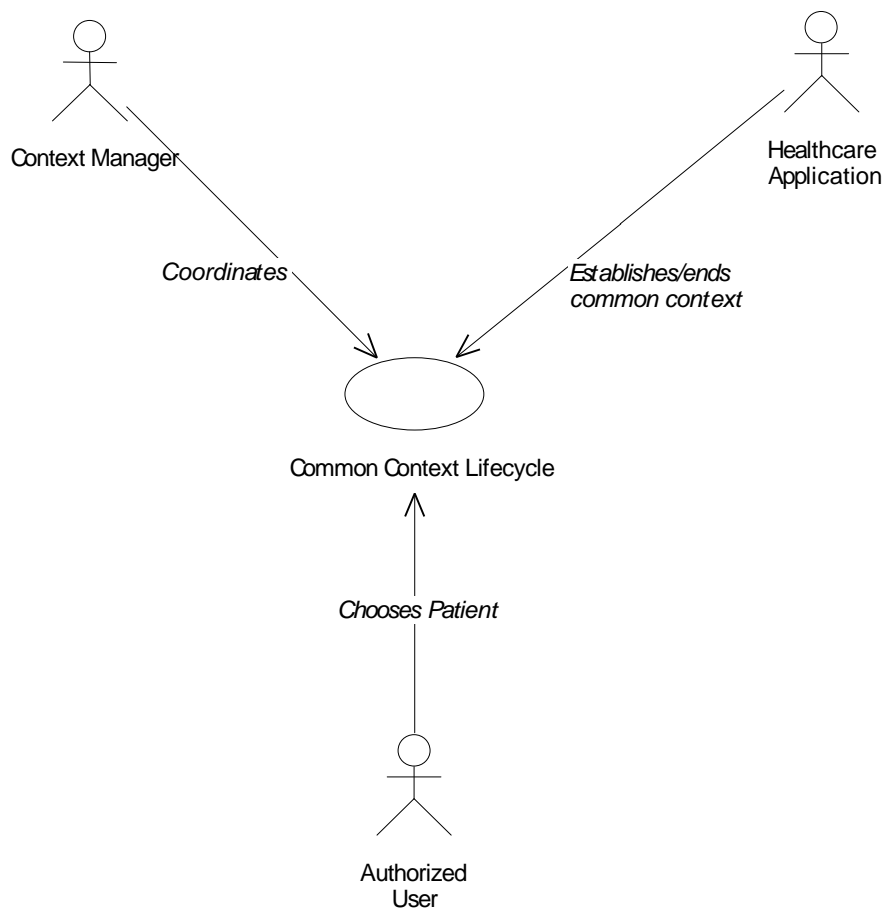 Context Manager
Healthcare
Application
Coordinates
Establishes/ends
common context
Common Context Lifecycle
Chooses Patient
Authorized
User